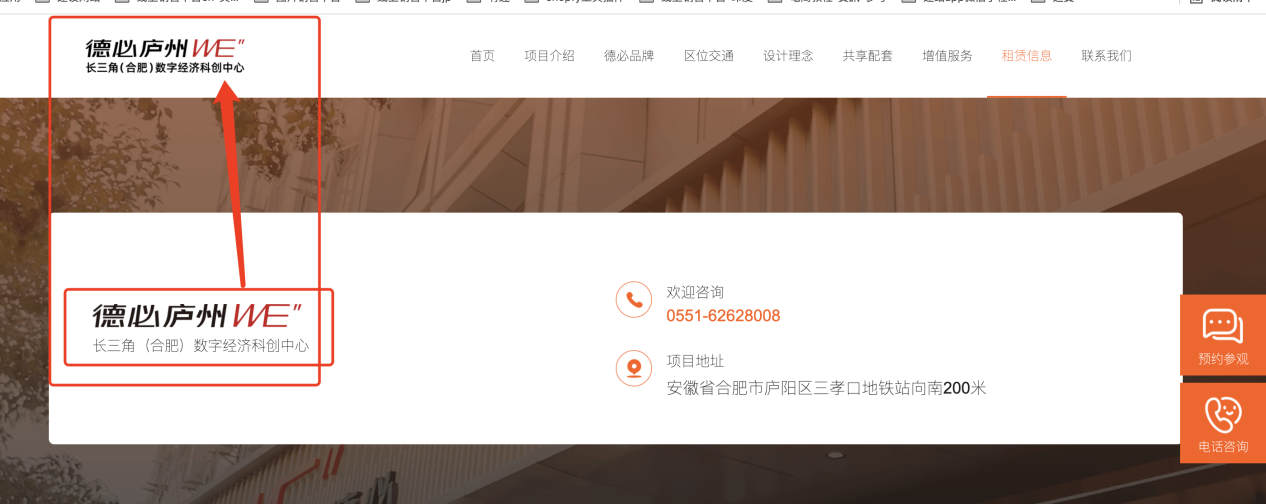 德必庐州WE"
长三角(合肥)数字经济科创中心
首页 项目介绍 德必品牌 区位交通 设计理念 共享配套 增值服务 租赁信息 联系我们
德必庐州WE"
长三角（合肥）数字经济科创中心
欢迎咨询
0551-62628008
项目地址
安徽省合肥市庐阳区三孝口地铁站向南200米
预约参观
电话咨询